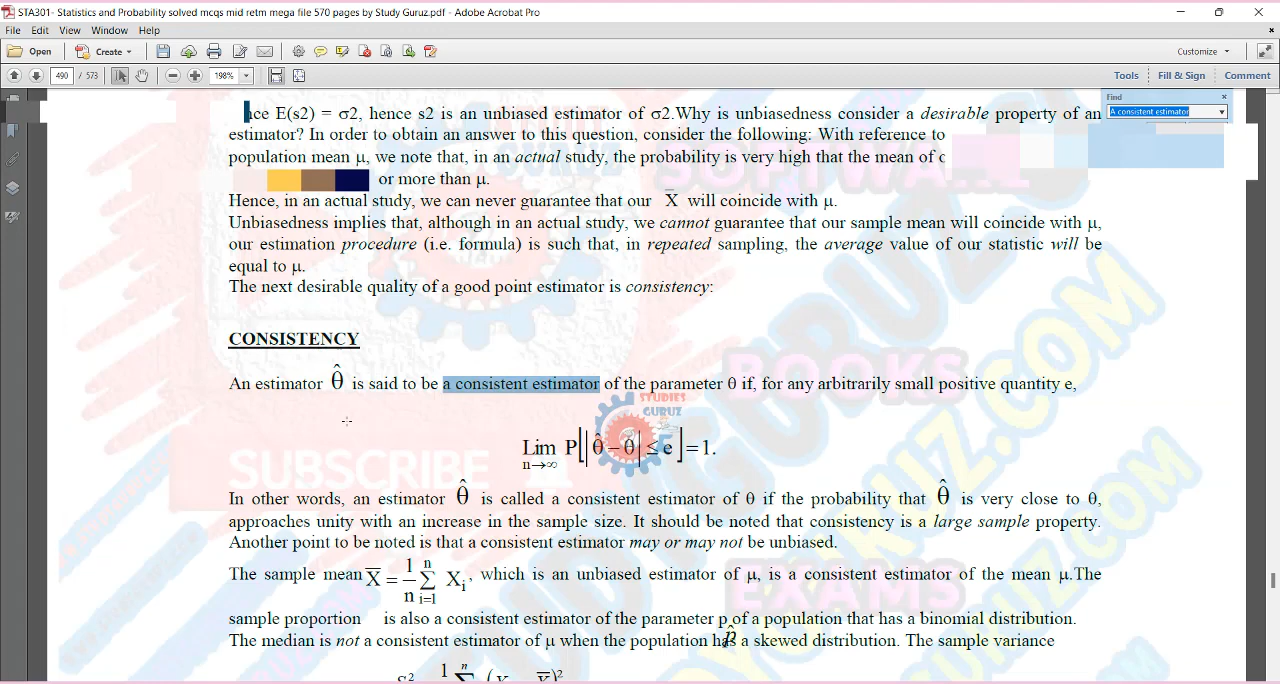 STA301- Statistics and Probability solved mcqs mid retm mega file 570 pages by Study Guruz.pdf - Adobe Acrobat Pro
File Edit View Window Help
Open Create Customize
490 / 573 198% Tools Fill & Sign Comment
Find
A consistent estimator
E(s2) = σ2, hence s2 is an unbiased estimator of σ2.Why is unbiasedness consider a desirable property of an
estimator? In order to obtain an answer to this question, consider the following: With reference to
population mean μ, we note that, in an actual study, the probability is very high that the mean of
or more than μ.
Hence, in an actual study, we can never guarantee that our X̅ will coincide with μ.
Unbiasedness implies that, although in an actual study, we cannot guarantee that our sample mean will coincide with μ,
our estimation procedure (i.e. formula) is such that, in repeated sampling, the average value of our statistic will be
equal to μ.
The next desirable quality of a good point estimator is consistency:
CONSISTENCY
An estimator θ̂ is said to be a consistent estimator of the parameter θ if, for any arbitrarily small positive quantity e,
Lim n→∞ P[|θ̂ − θ| ≤ e] = 1.
In other words, an estimator θ̂ is called a consistent estimator of θ if the probability that θ̂ is very close to θ,
approaches unity with an increase in the sample size. It should be noted that consistency is a large sample property.
Another point to be noted is that a consistent estimator may or may not be unbiased.
The sample mean X̅ = 1/n Σ i=1 n Xi, which is an unbiased estimator of μ, is a consistent estimator of the mean μ.The
sample proportion p̂ is also a consistent estimator of the parameter p of a population that has a binomial distribution.
The median is not a consistent estimator of μ when the population has a skewed distribution. The sample variance
SOFTWARE
BOOKS
STUDIES
GURUZ
SUBSCRIBE
EXAMS